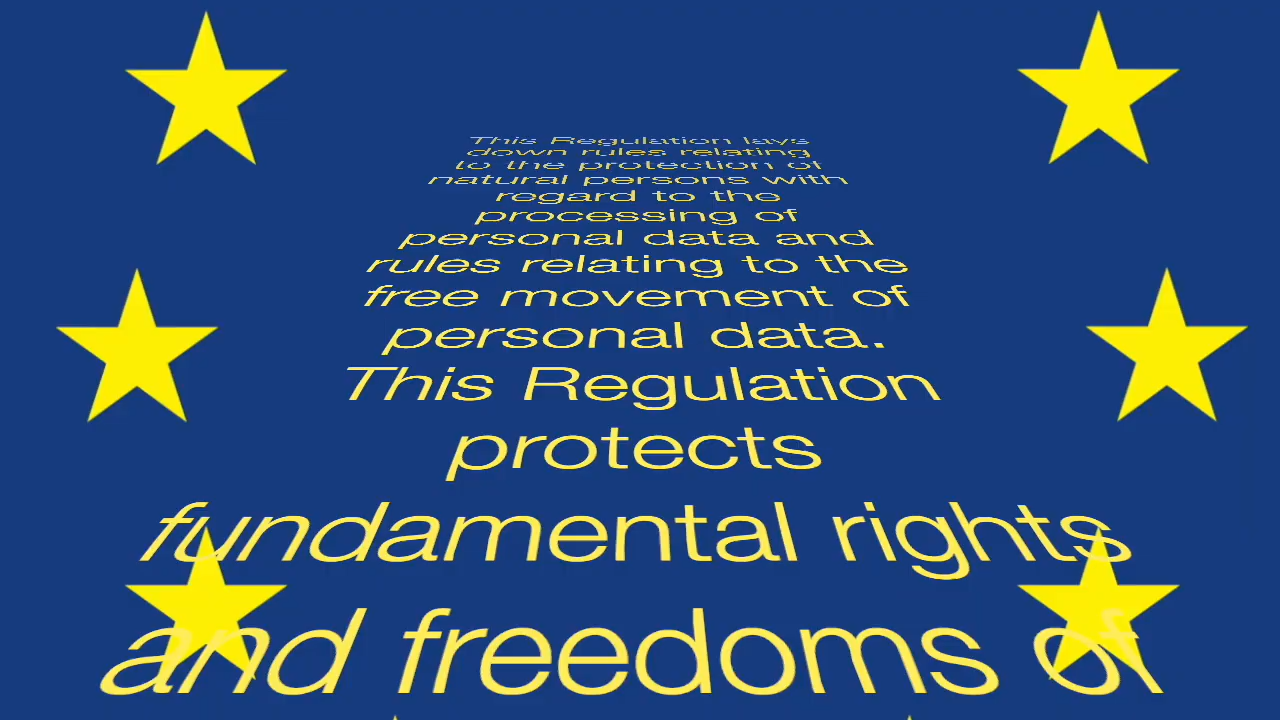 This Regulation lays
down rules relating
to the protection of
natural persons with
regard to the
processing of
personal data and
rules relating to the
free movement of
personal data.
This Regulation
protects
fundamental rights
and freedoms of